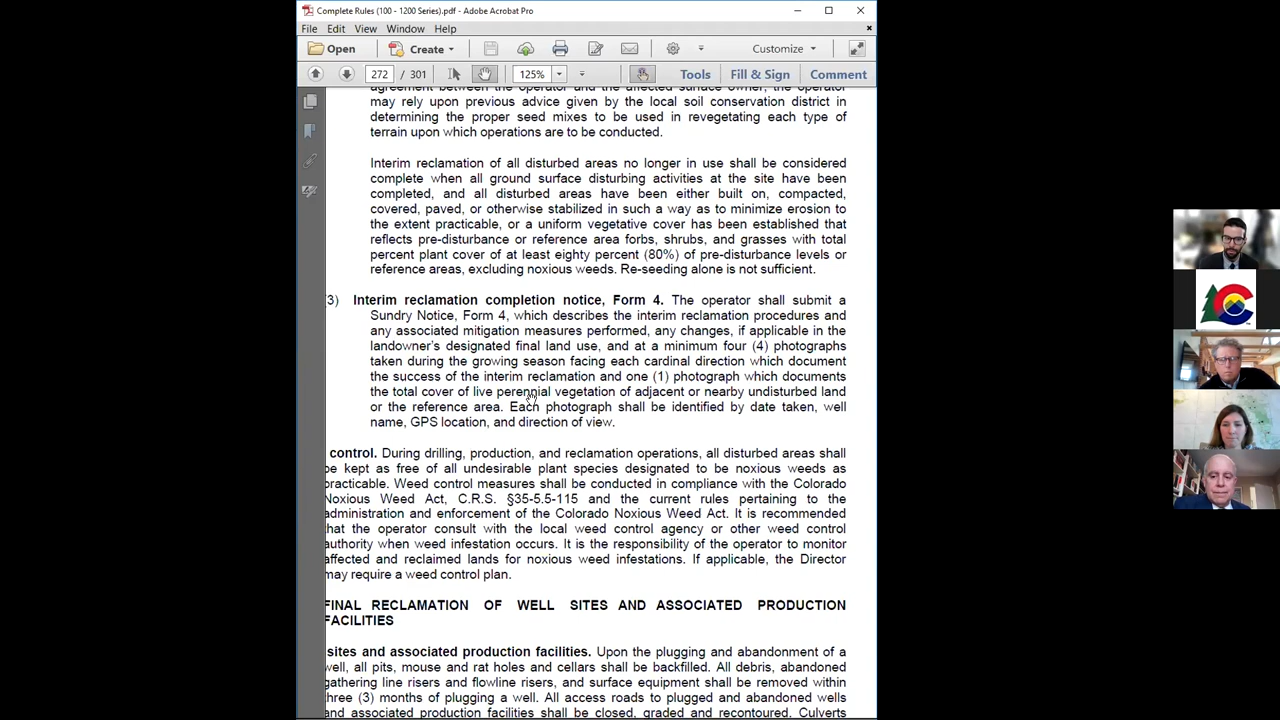 Complete Rules (100 - 1200 Series).pdf - Adobe Acrobat Pro
File Edit View Window Help
Open Create Customize
272 / 301 125% Tools Fill & Sign Comment
agreement between the operator and the affected surface owner, the operator
may rely upon previous advice given by the local soil conservation district in
determining the proper seed mixes to be used in revegetating each type of
terrain upon which operations are to be conducted.
Interim reclamation of all disturbed areas no longer in use shall be considered
complete when all ground surface disturbing activities at the site have been
completed, and all disturbed areas have been either built on, compacted,
covered, paved, or otherwise stabilized in such a way as to minimize erosion to
the extent practicable, or a uniform vegetative cover has been established that
reflects pre-disturbance or reference area forbs, shrubs, and grasses with total
percent plant cover of at least eighty percent (80%) of pre-disturbance levels or
reference areas, excluding noxious weeds. Re-seeding alone is not sufficient.
3) Interim reclamation completion notice, Form 4. The operator shall submit a
Sundry Notice, Form 4, which describes the interim reclamation procedures and
any associated mitigation measures performed, any changes, if applicable in the
landowner's designated final land use, and at a minimum four (4) photographs
taken during the growing season facing each cardinal direction which document
the success of the interim reclamation and one (1) photograph which documents
the total cover of live perennial vegetation of adjacent or nearby undisturbed land
or the reference area. Each photograph shall be identified by date taken, well
name, GPS location, and direction of view.
control. During drilling, production, and reclamation operations, all disturbed areas shall
be kept as free of all undesirable plant species designated to be noxious weeds as
practicable. Weed control measures shall be conducted in compliance with the Colorado
Noxious Weed Act, C.R.S. §35-5.5-115 and the current rules pertaining to the
administration and enforcement of the Colorado Noxious Weed Act. It is recommended
that the operator consult with the local weed control agency or other weed control
authority when weed infestation occurs. It is the responsibility of the operator to monitor
affected and reclaimed lands for noxious weed infestations. If applicable, the Director
may require a weed control plan.
FINAL RECLAMATION OF WELL SITES AND ASSOCIATED PRODUCTION
FACILITIES
sites and associated production facilities. Upon the plugging and abandonment of a
well, all pits, mouse and rat holes and cellars shall be backfilled. All debris, abandoned
gathering line risers and flowline risers, and surface equipment shall be removed within
three (3) months of plugging a well. All access roads to plugged and abandoned wells
and associated production facilities shall be closed, graded and recontoured. Culverts